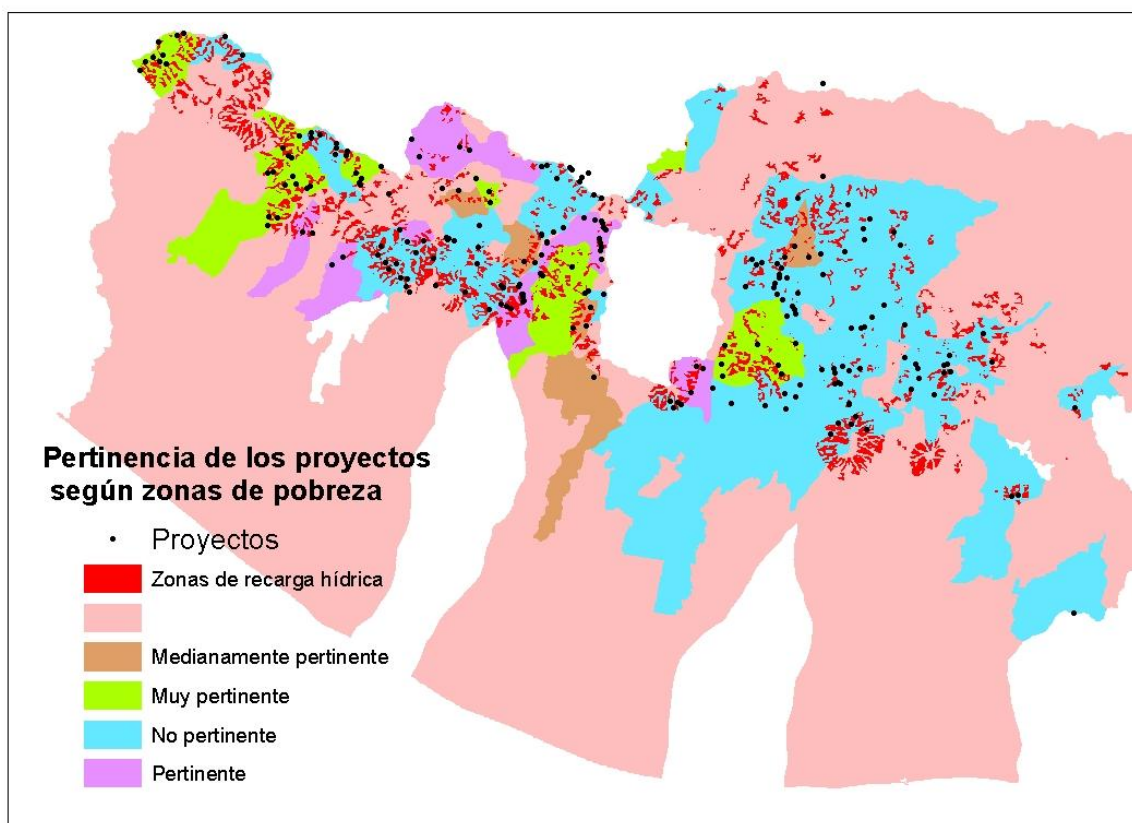 Pertinencia de los proyectos
según zonas de pobreza
Proyectos
Zonas de recarga hídrica
Medianamente pertinente
Muy pertinente
No pertinente
Pertinente